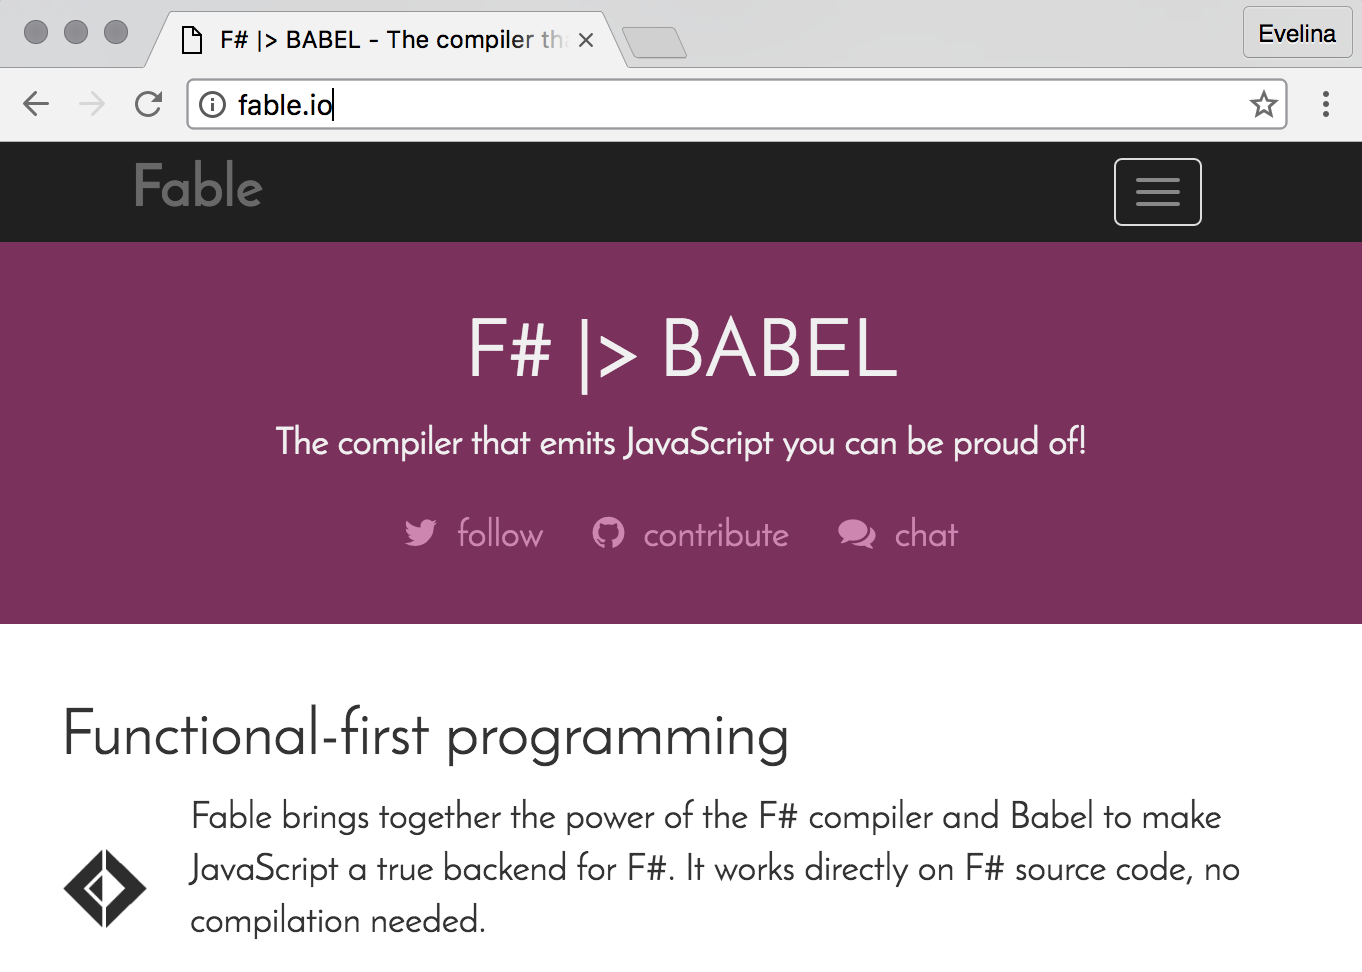 F# |> BABEL - The compiler tha
Evelina
fable.io
Fable
F# |> BABEL
The compiler that emits JavaScript you can be proud of!
follow contribute chat
Functional-first programming
Fable brings together the power of the F# compiler and Babel to make
JavaScript a true backend for F#. It works directly on F# source code, no
compilation needed.